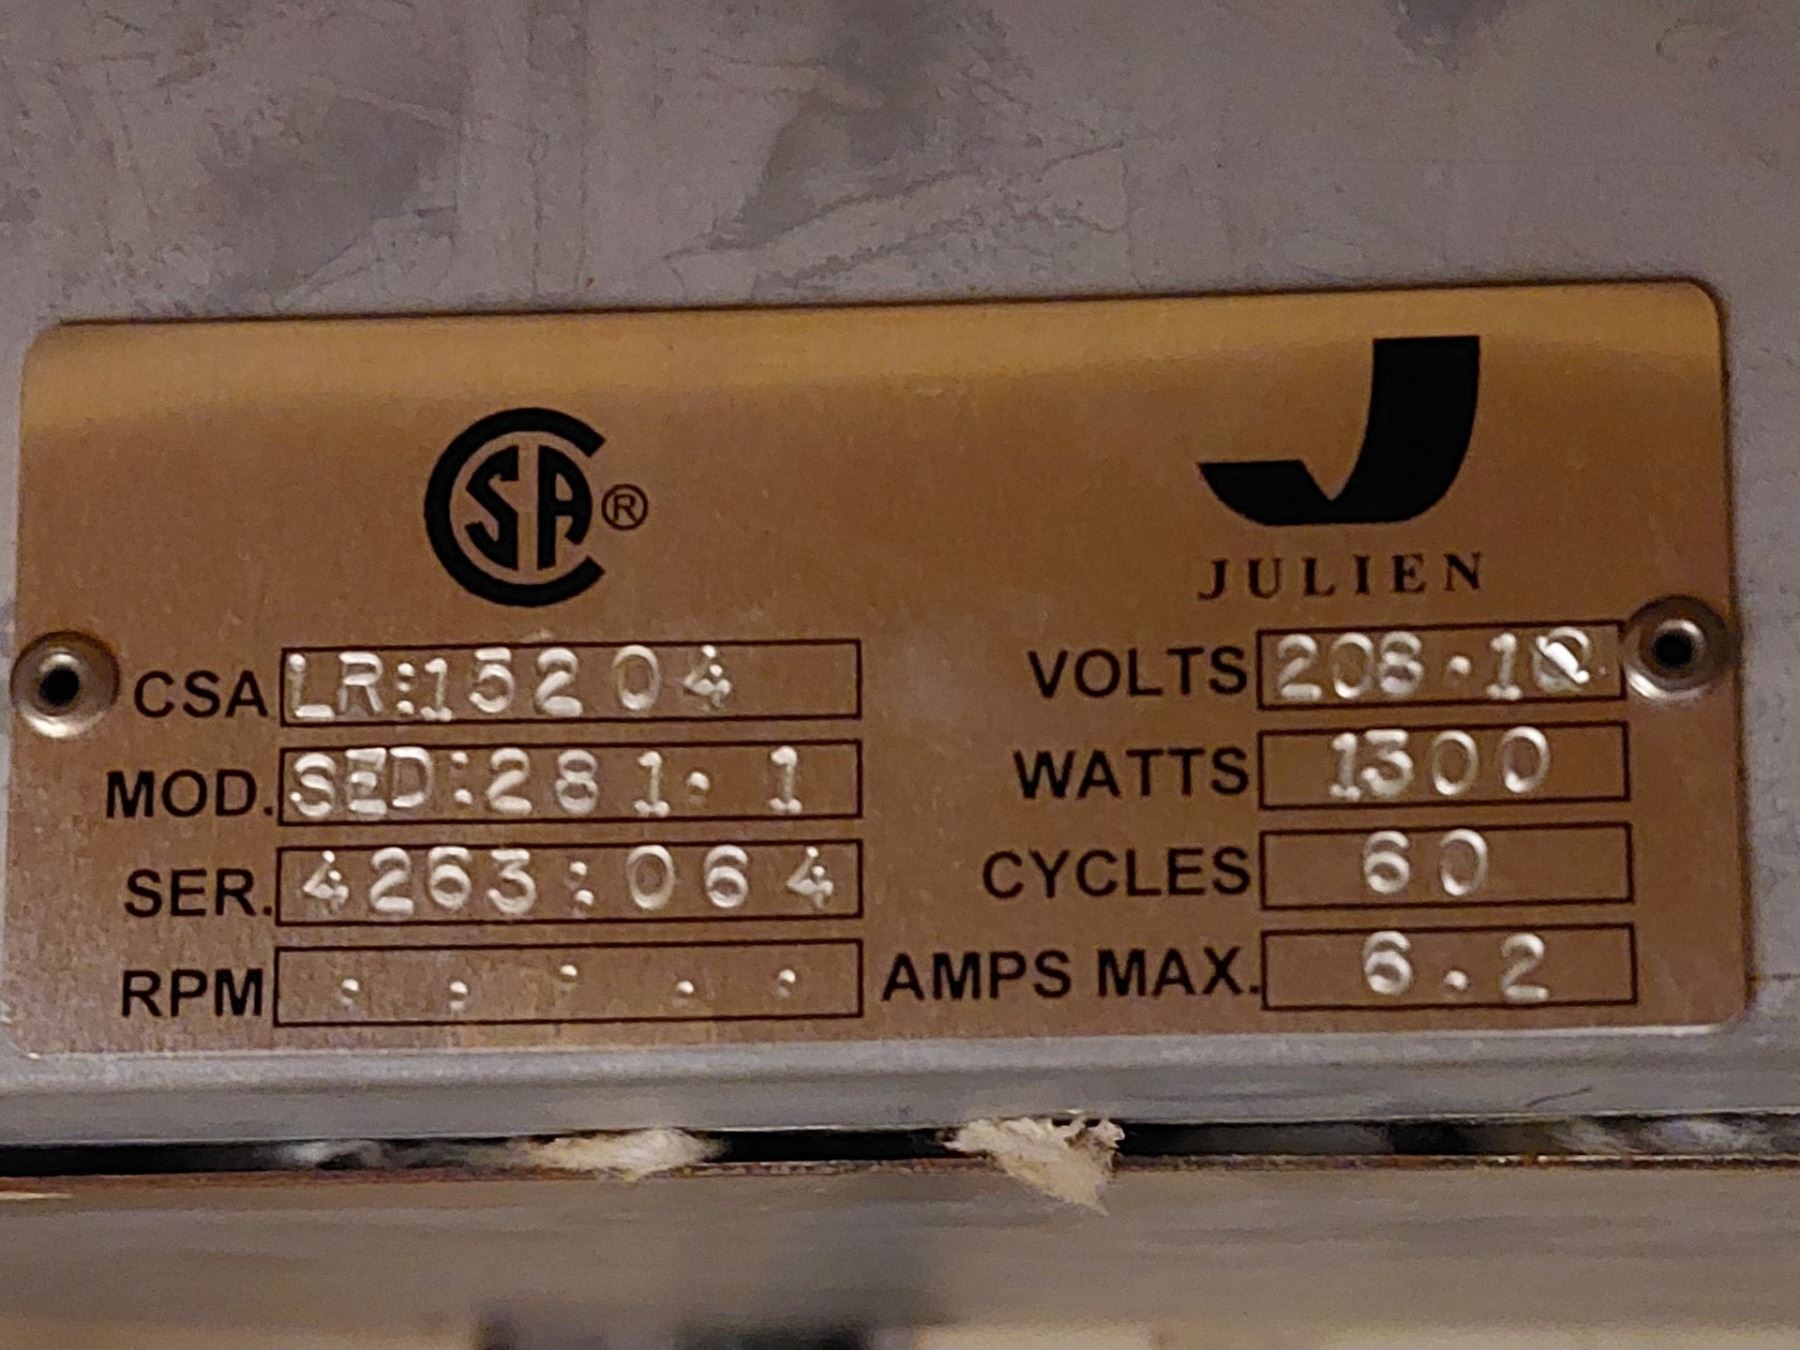 CSA®
JULIEN
CSA LR:15204
VOLTS 208.1Ø
MOD. SED:281.1
WATTS 1300
SER. 4263:064
CYCLES 60
RPM . . . . .
AMPS MAX. 6.2